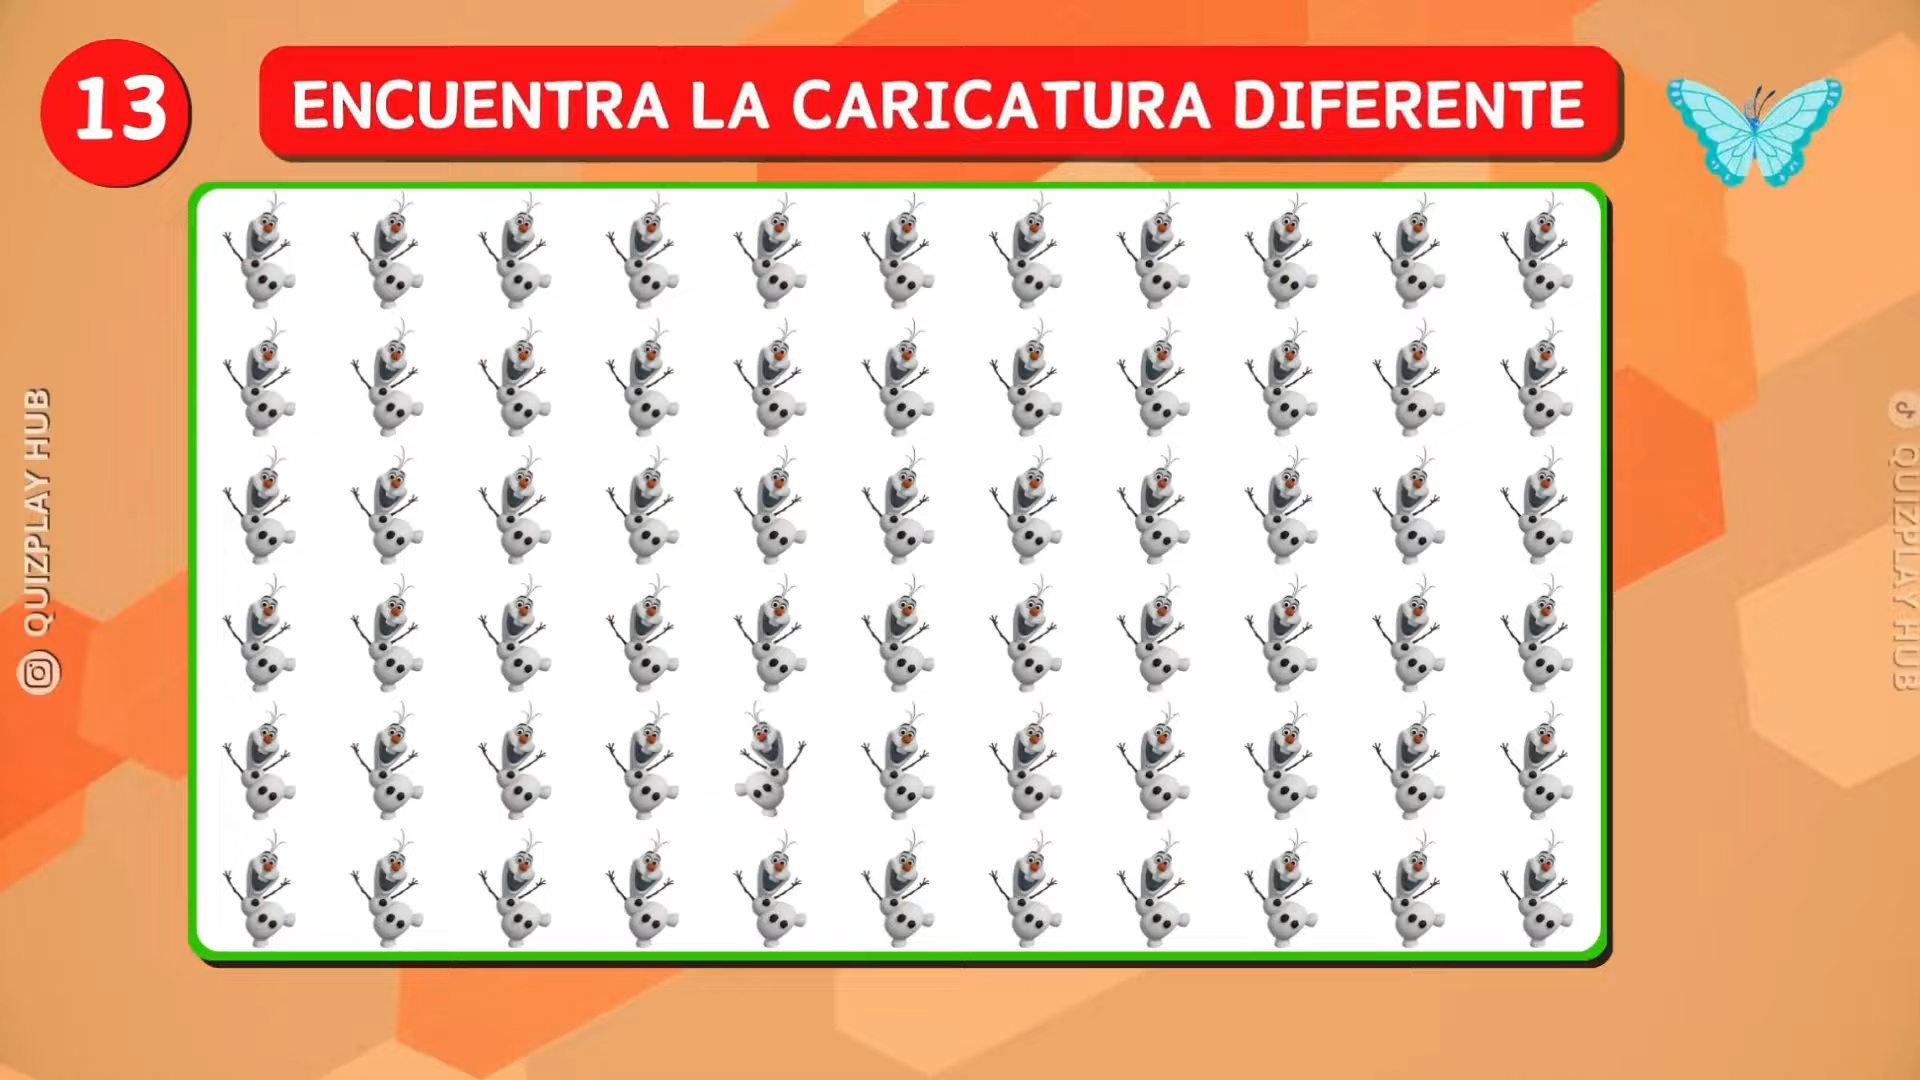 13
ENCUENTRA LA CARICATURA DIFERENTE
QUIZPLAY HUB
QUIZPLAY HUB